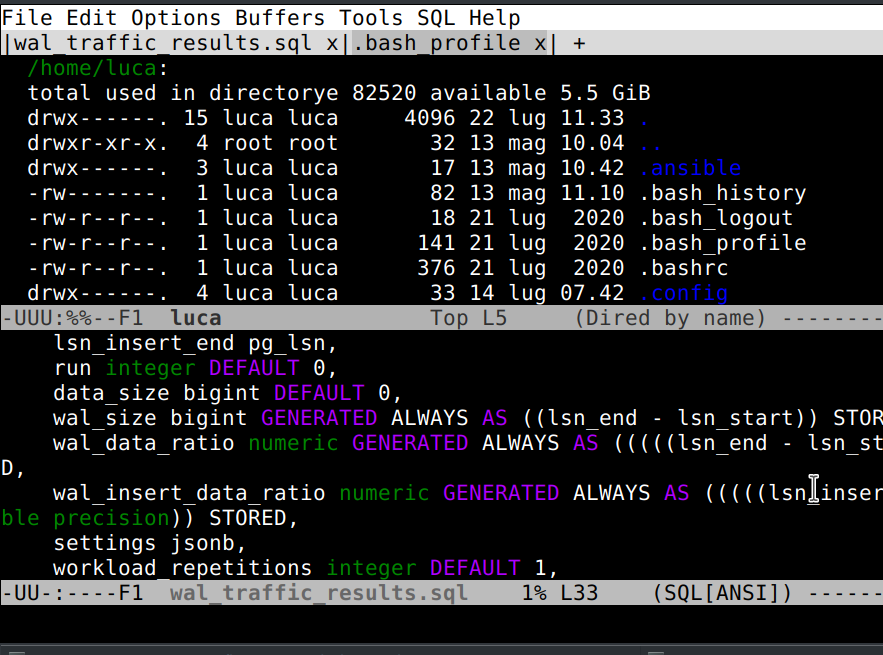 File Edit Options Buffers Tools SQL Help
|wal_traffic_results.sql x|.bash_profile x| +
/home/luca:
total used in directorye 82520 available 5.5 GiB
drwx------. 15 luca luca 4096 22 lug 11.33 .
drwxr-xr-x. 4 root root 32 13 mag 10.04 ..
drwx------. 3 luca luca 17 13 mag 10.42 .ansible
-rw-------. 1 luca luca 82 13 mag 11.10 .bash_history
-rw-r--r--. 1 luca luca 18 21 lug 2020 .bash_logout
-rw-r--r--. 1 luca luca 141 21 lug 2020 .bash_profile
-rw-r--r--. 1 luca luca 376 21 lug 2020 .bashrc
drwx------. 4 luca luca 33 14 lug 07.42 .config
-UUU:%%--F1 luca Top L5 (Dired by name) --------
lsn_insert_end pg_lsn,
run integer DEFAULT 0,
data_size bigint DEFAULT 0,
wal_size bigint GENERATED ALWAYS AS ((lsn_end - lsn_start)) STOR
wal_data_ratio numeric GENERATED ALWAYS AS (((((lsn_end - lsn_st
D,
wal_insert_data_ratio numeric GENERATED ALWAYS AS (((((lsn_inser
ble precision)) STORED,
settings jsonb,
workload_repetitions integer DEFAULT 1,
-UU-:----F1 wal_traffic_results.sql 1% L33 (SQL[ANSI]) ------